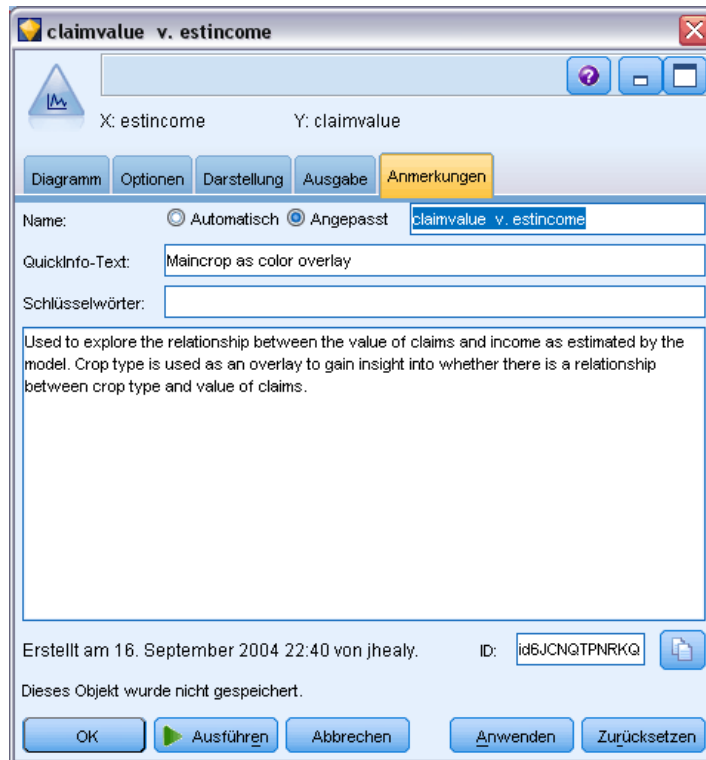 claimvalue v. estincome
X: estincome Y: claimvalue
Diagramm Optionen Darstellung Ausgabe Anmerkungen
Name: Automatisch Angepasst claimvalue v. estincome
QuickInfo-Text: Maincrop as color overlay
Schlüsselwörter:
Used to explore the relationship between the value of claims and income as estimated by the
model. Crop type is used as an overlay to gain insight into whether there is a relationship
between crop type and value of claims.
Erstellt am 16. September 2004 22:40 von jhealy. ID: id6JCNQTPNRKQ
Dieses Objekt wurde nicht gespeichert.
OK Ausführen Abbrechen Anwenden Zurücksetzen